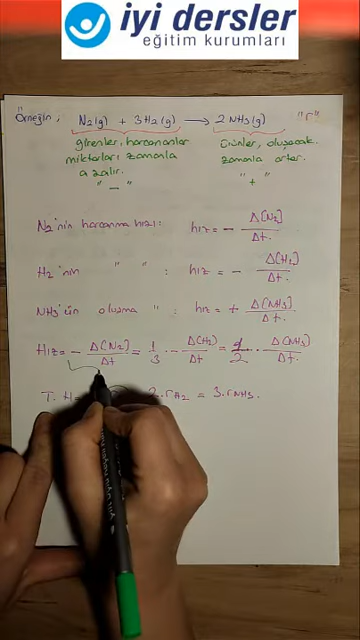 iyi dersler
eğitim kurumları
Örneğin; N₂(g) + 3H₂(g) → 2NH₃(g) "r"
girenler, harcananlar
miktarları zamanla
azalır.
"–"
ürünler, oluşacak.
zamanla artar.
"+"
N₂'nin harcanma hızı: hız = - Δ[N₂]/Δt.
H₂'nin " " : hız = - Δ[H₂]/Δt.
NH₃'ün oluşma " : hız = + Δ[NH₃]/Δt.
Hız = - Δ[N₂]/Δt = 1/3 . - Δ[H₂]/Δt = 1/2 . Δ[NH₃]/Δt.
T. H = 2. rH₂ = 3. rNH₃.